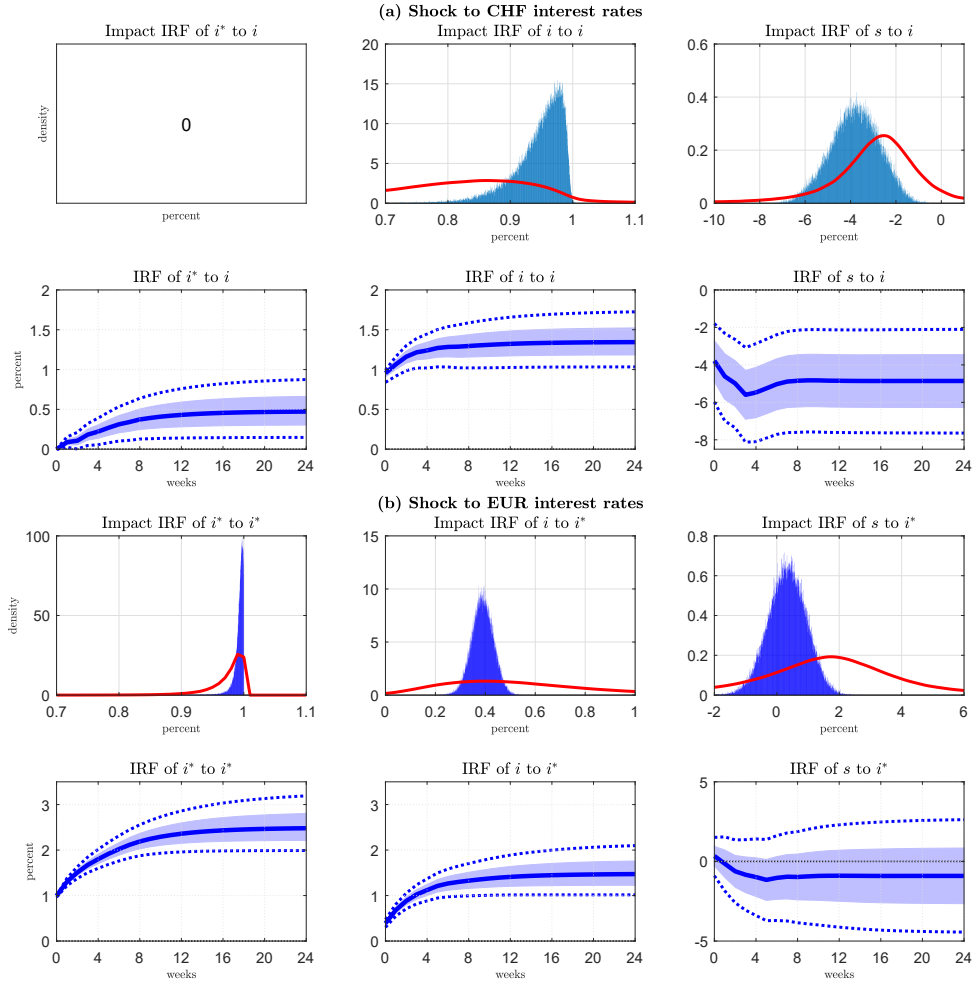 (a) Shock to CHF interest rates
Impact IRF of i* to i
density
0
percent
Impact IRF of i to i
20
15
10
5
0
0.7 0.8 0.9 1 1.1
percent
Impact IRF of s to i
0.6
0.4
0.2
0
-10 -8 -6 -4 -2 0
percent
IRF of i* to i
percent
2
1.5
1
0.5
0
0 4 8 12 16 20 24
weeks
IRF of i to i
2
1.5
1
0.5
0
0 4 8 12 16 20 24
weeks
IRF of s to i
0
-2
-4
-6
-8
0 4 8 12 16 20 24
weeks
(b) Shock to EUR interest rates
Impact IRF of i* to i*
density
100
50
0
0.7 0.8 0.9 1 1.1
percent
Impact IRF of i to i*
15
10
5
0
0 0.2 0.4 0.6 0.8 1
percent
Impact IRF of s to i*
0.8
0.6
0.4
0.2
0
-2 0 2 4 6
percent
IRF of i* to i*
percent
3
2
1
0
0 4 8 12 16 20 24
weeks
IRF of i to i*
3
2
1
0
0 4 8 12 16 20 24
weeks
IRF of s to i*
5
0
-5
0 4 8 12 16 20 24
weeks